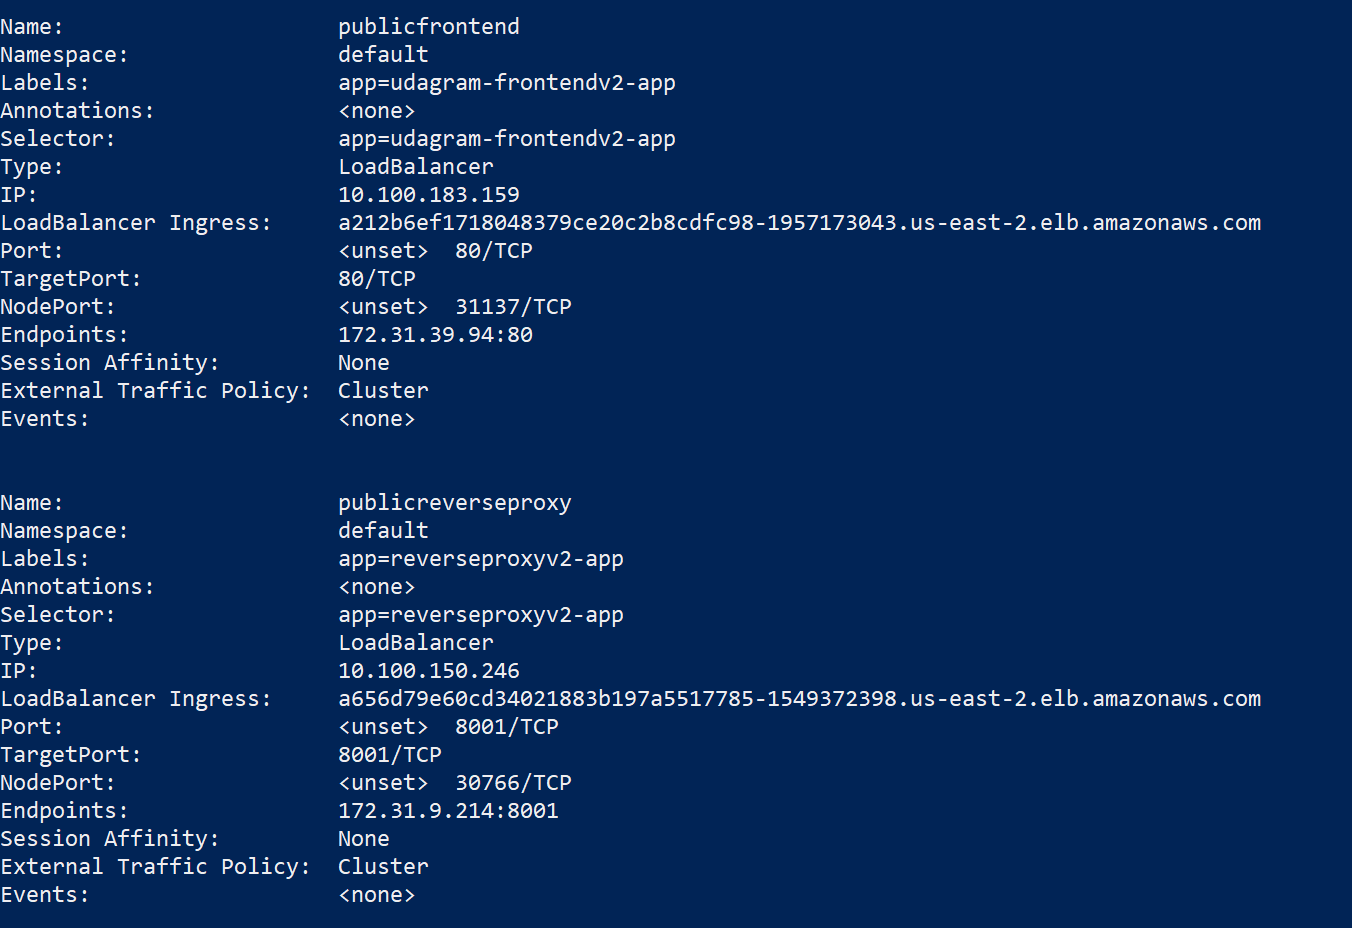 Name:                     publicfrontend
Namespace:                default
Labels:                   app=udagram-frontendv2-app
Annotations:              <none>
Selector:                 app=udagram-frontendv2-app
Type:                     LoadBalancer
IP:                       10.100.183.159
LoadBalancer Ingress:     a212b6ef1718048379ce20c2b8cdfc98-1957173043.us-east-2.elb.amazonaws.com
Port:                     <unset>  80/TCP
TargetPort:               80/TCP
NodePort:                 <unset>  31137/TCP
Endpoints:                172.31.39.94:80
Session Affinity:         None
External Traffic Policy:  Cluster
Events:                   <none>
Name:                     publicreverseproxy
Namespace:                default
Labels:                   app=reverseproxyv2-app
Annotations:              <none>
Selector:                 app=reverseproxyv2-app
Type:                     LoadBalancer
IP:                       10.100.150.246
LoadBalancer Ingress:     a656d79e60cd34021883b197a5517785-1549372398.us-east-2.elb.amazonaws.com
Port:                     <unset>  8001/TCP
TargetPort:               8001/TCP
NodePort:                 <unset>  30766/TCP
Endpoints:                172.31.9.214:8001
Session Affinity:         None
External Traffic Policy:  Cluster
Events:                   <none>